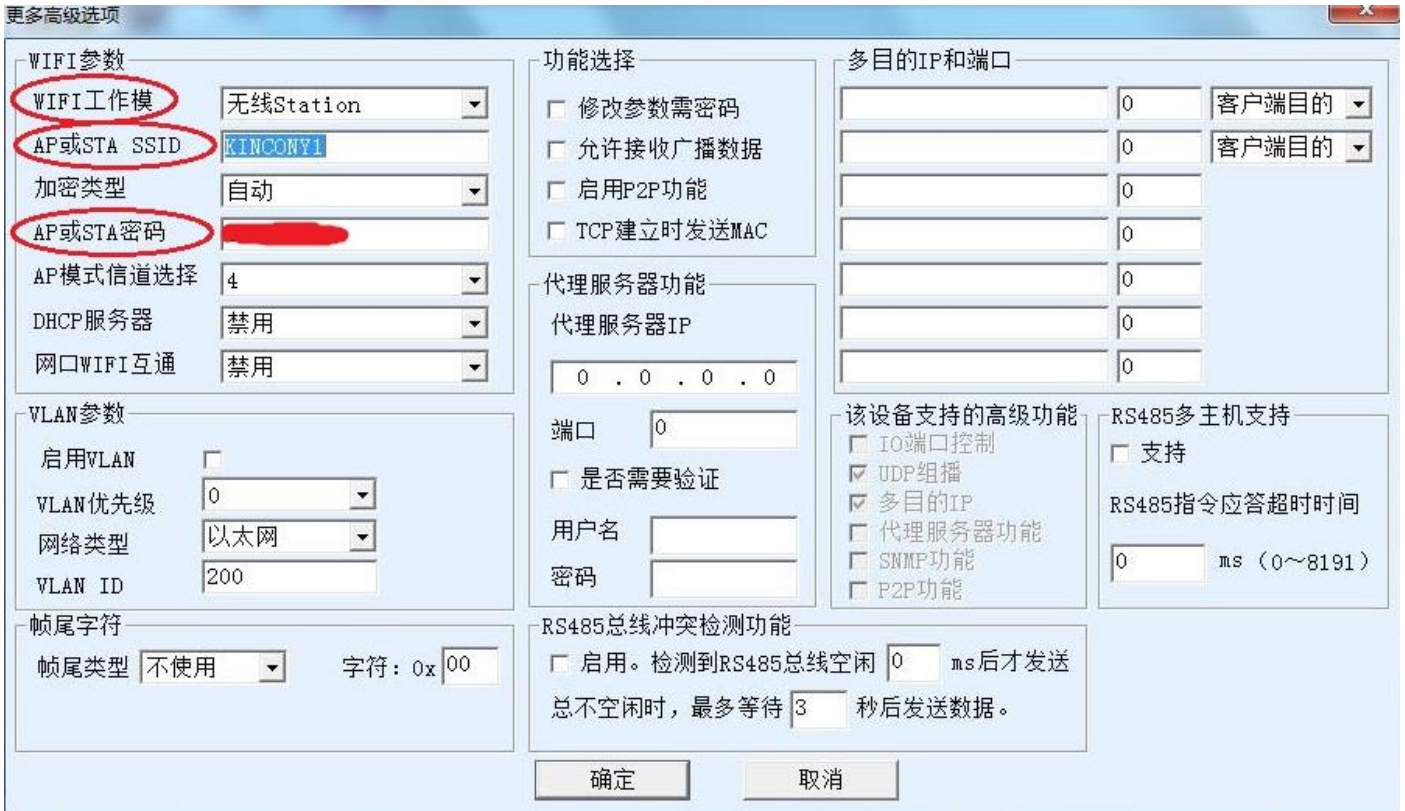 更多高级选项
WIFI参数
WIFI工作模 无线Station
AP或STA SSID KINCONY1
加密类型 自动
AP或STA密码
AP模式信道选择 4
DHCP服务器 禁用
网口WIFI互通 禁用
VLAN参数
启用VLAN
VLAN优先级 0
网络类型 以太网
VLAN ID 200
帧尾字符
帧尾类型 不使用 字符: 0x 00
功能选择
修改参数需密码
允许接收广播数据
启用P2P功能
TCP建立时发送MAC
代理服务器功能
代理服务器IP
0 . 0 . 0 . 0
端口 0
是否需要验证
用户名
密码
多目的IP和端口
0 客户端目的
0 客户端目的
0
0
0
0
0
该设备支持的高级功能
IO端口控制
UDP组播
多目的IP
代理服务器功能
SNMP功能
P2P功能
RS485多主机支持
支持
RS485指令应答超时时间
0 ms (0~8191)
RS485总线冲突检测功能
启用。检测到RS485总线空闲 0 ms后才发送
总不空闲时，最多等待 3 秒后发送数据。
确定 取消